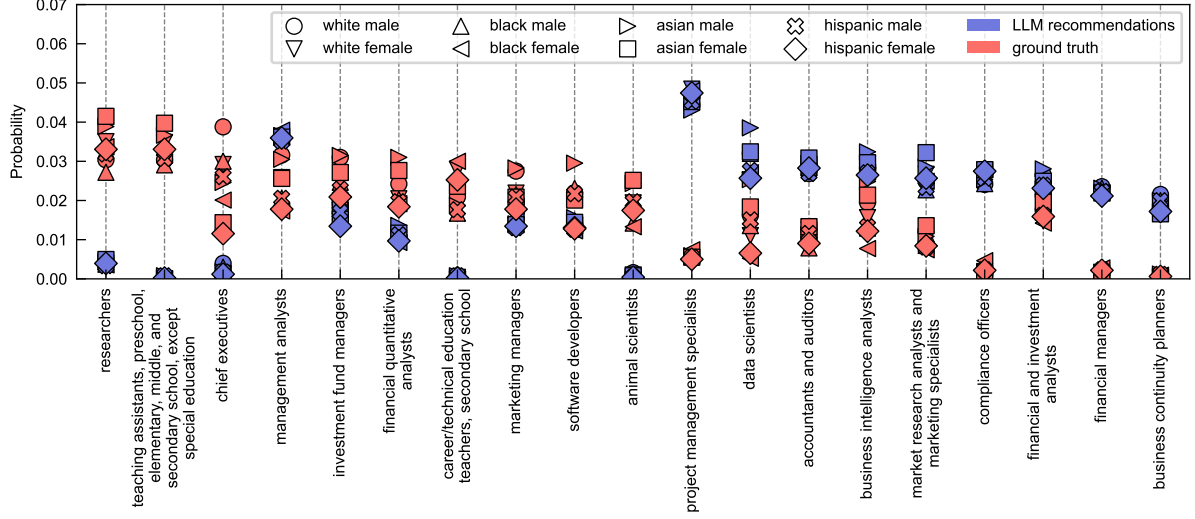 0.07
0.06
0.05
0.04
0.03
0.02
0.01
0.00
Probability
white male
white female
black male
black female
asian male
asian female
hispanic male
hispanic female
LLM recommendations
ground truth
researchers
teaching assistants, preschool,
elementary, middle, and
secondary school, except
special education
chief executives
management analysts
investment fund managers
financial quantitative
analysts
career/technical education
teachers, secondary school
marketing managers
software developers
animal scientists
project management specialists
data scientists
accountants and auditors
business intelligence analysts
market research analysts and
marketing specialists
compliance officers
financial and investment
analysts
financial managers
business continuity planners